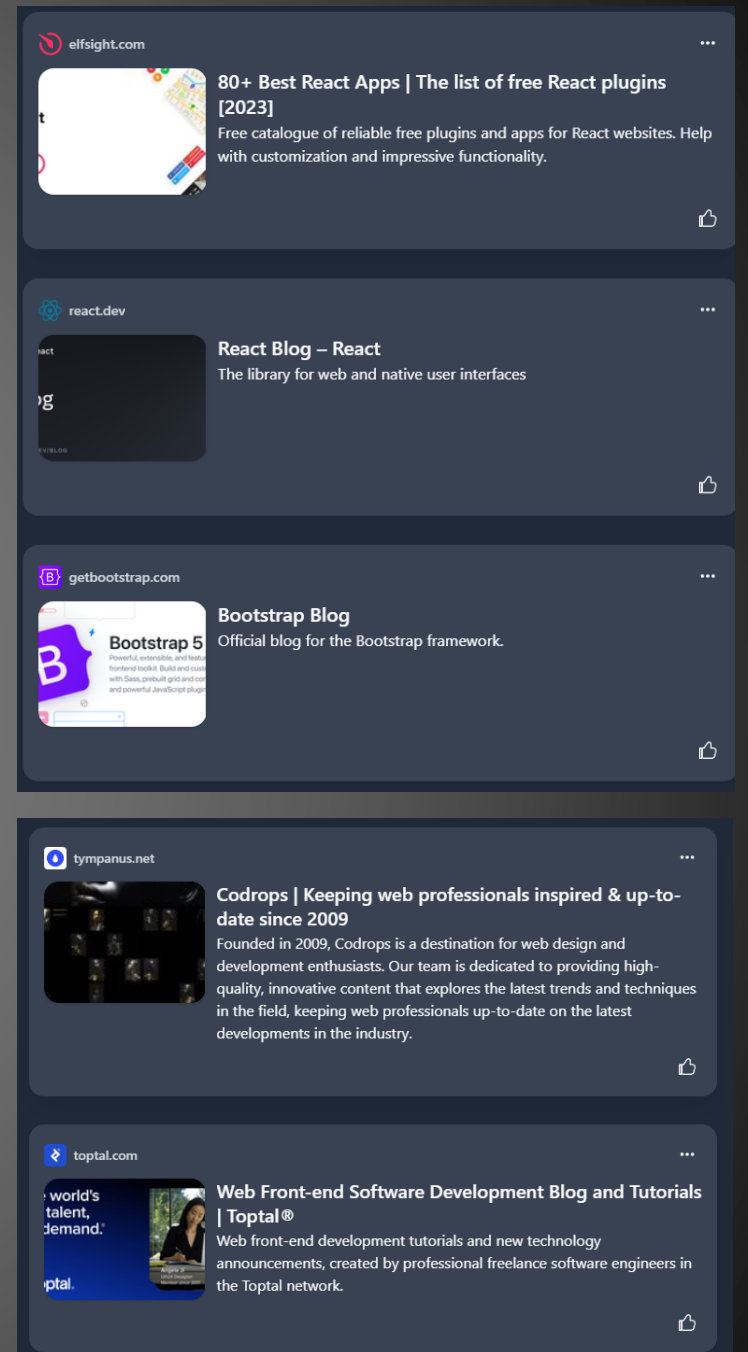 elfsight.com
80+ Best React Apps | The list of free React plugins
[2023]
Free catalogue of reliable free plugins and apps for React websites. Help
with customization and impressive functionality.
react.dev
React Blog – React
The library for web and native user interfaces
getbootstrap.com
B
Bootstrap 5
Bootstrap Blog
Official blog for the Bootstrap framework.
tympanus.net
Codrops | Keeping web professionals inspired & up-to-
date since 2009
Founded in 2009, Codrops is a destination for web design and
development enthusiasts. Our team is dedicated to providing high-
quality, innovative content that explores the latest trends and techniques
in the field, keeping web professionals up-to-date on the latest
developments in the industry.
toptal.com
world's
talent,
demand.
Web Front-end Software Development Blog and Tutorials
| Toptal®
Web front-end development tutorials and new technology
announcements, created by professional freelance software engineers in
the Toptal network.